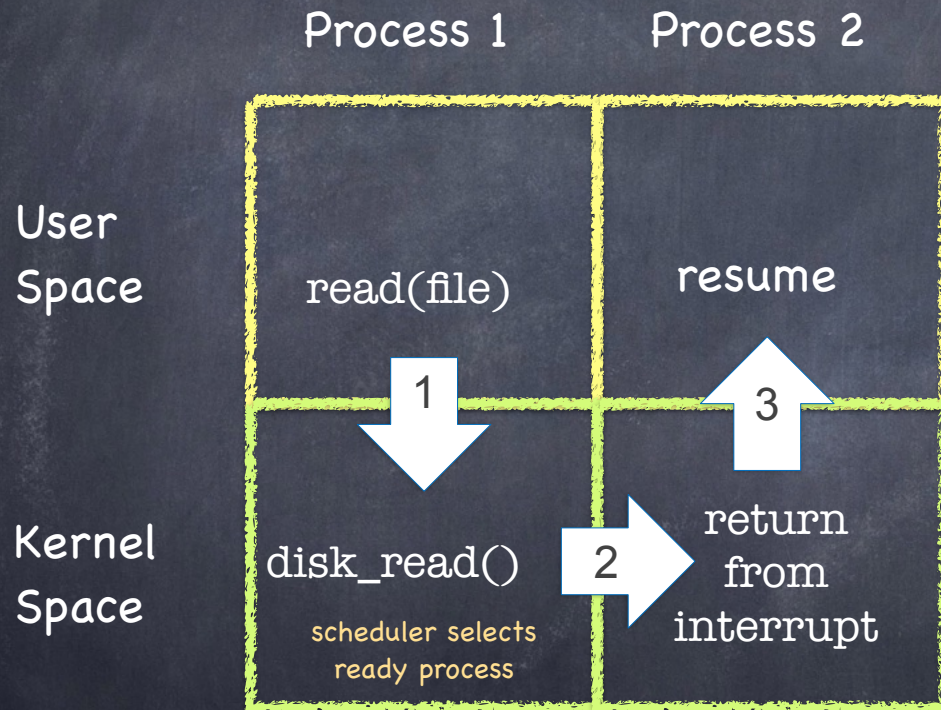 Process 1
Process 2
User
Space
read(file)
resume
1
3
Kernel
Space
disk_read()
scheduler selects
ready process
2
return
from
interrupt